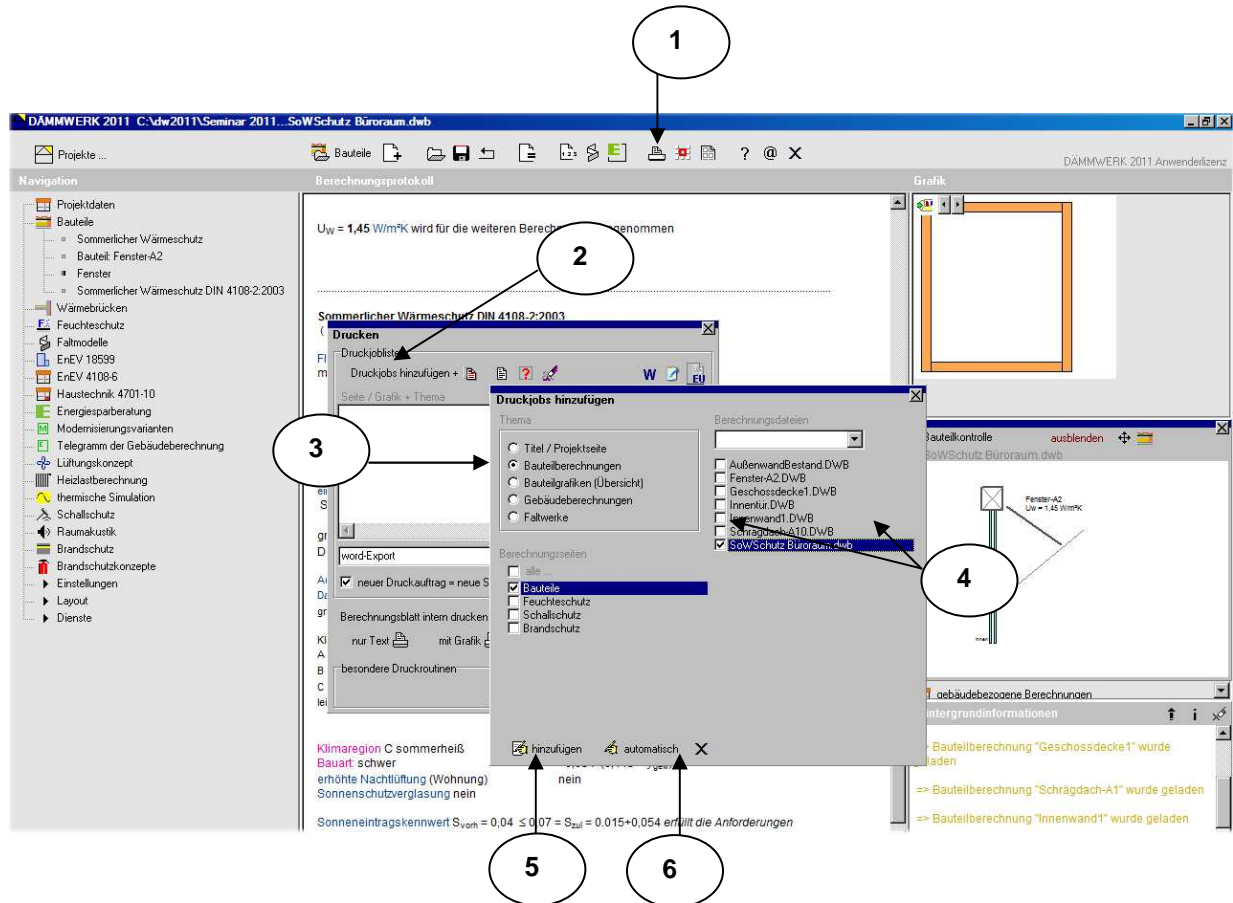 1
DÄMMWERK 2011 C:\dw2011\Seminar 2011...SoWSchutz Büroraum.dwb
Projekte ...
Bauteile
? @ X
DÄMMWERK 2011 Anwenderlizenz
Navigation
Berechnungsprotokoll
Grafik
Projektdaten
Bauteile
Sommerlicher Wärmeschutz
Bauteil: Fenster-A2
Fenster
Sommerlicher Wärmeschutz DIN 4108-2:2003
Wärmebrücken
Feuchteschutz
Faltmodelle
EnEV 18599
EnEV 4108-6
Haustechnik 4701-10
Energiesparberatung
Modernisierungsvarianten
Telegramm der Gebäudeberechnung
Lüftungskonzept
Heizlastberechnung
thermische Simulation
Schallschutz
Raumakustik
Brandschutz
Brandschutzkonzepte
Einstellungen
Layout
Dienste
UW = 1,45 W/m²K wird für die weiteren Berech
enommen
2
Sommerlicher Wärmeschutz DIN 4108-2:2003
Drucken
Druckjobliste
Druckjobs hinzufügen +
W
EU
Seite / Grafik + Thema
3
word-Export
neuer Druckauftrag = neue S
Berechnungsblatt intern drucken
nur Text
mit Grafik
besondere Druckroutinen
Druckjobs hinzufügen
Thema
Titel / Projektseite
Bauteilberechnungen
Bauteilgrafiken (Übersicht)
Gebäudeberechnungen
Faltwerke
Berechnungsseiten
alle ...
Bauteile
Feuchteschutz
Schallschutz
Brandschutz
Berechnungsdateien
AußenwandBestand.DWB
Fenster-A2.DWB
Geschossdecke1.DWB
Innentür.DWB
Innenwand1.DWB
Schrägdach-A10.DWB
SoWSchutz Büroraum.dwb
4
hinzufügen
automatisch
X
Bauteilkontrolle
ausblenden
SoWSchutz Büroraum.dwb
Fenster-A2
Uw = 1,45 W/m²K
innen
gebäudebezogene Berechnungen
intergrundinformationen
=> Bauteilberechnung "Geschossdecke1" wurde
geladen
=> Bauteilberechnung "Schrägdach-A1" wurde geladen
=> Bauteilberechnung "Innenwand1" wurde geladen
Klimaregion C sommerheiß
Bauart: schwer
erhöhte Nachtlüftung (Wohnung) nein
Sonnenschutzverglasung nein
Sonneneintragskennwert Svorh = 0,04 ≤ 0,07 = Szul = 0.015+0,054 erfüllt die Anforderungen
5
6